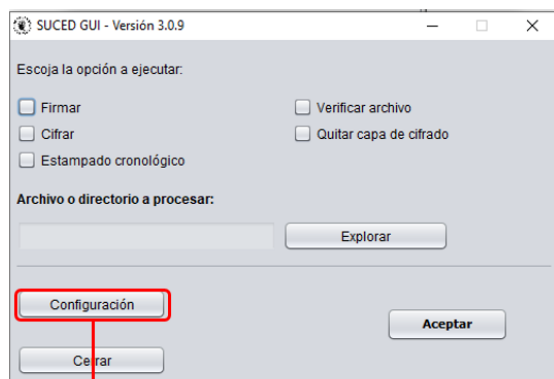 SUCED GUI - Versión 3.0.9
Escoja la opción a ejecutar:
Firmar
Verificar archivo
Cifrar
Quitar capa de cifrado
Estampado cronológico
Archivo o directorio a procesar:
Explorar
Configuración
Aceptar
Cerrar